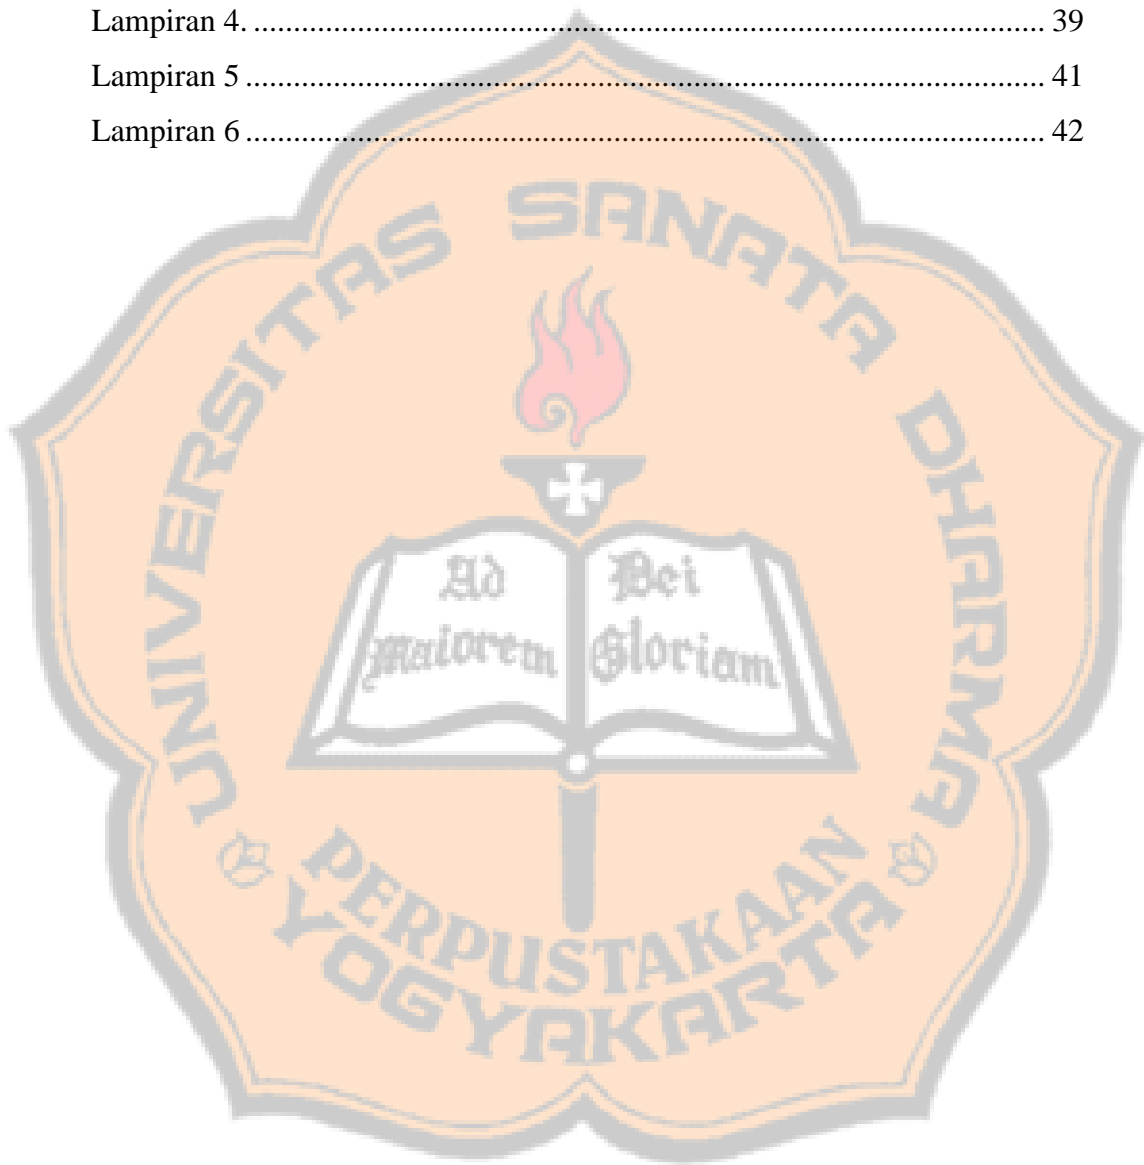 Lampiran 4. ................................................................................................. 39
Lampiran 5 .................................................................................................. 41
Lampiran 6 .................................................................................................. 42
UNIVERSITAS SANATA DHARMA
Ad Dei
Maiorem Gloriam
PERPUSTAKAAN
YOGYAKARTA